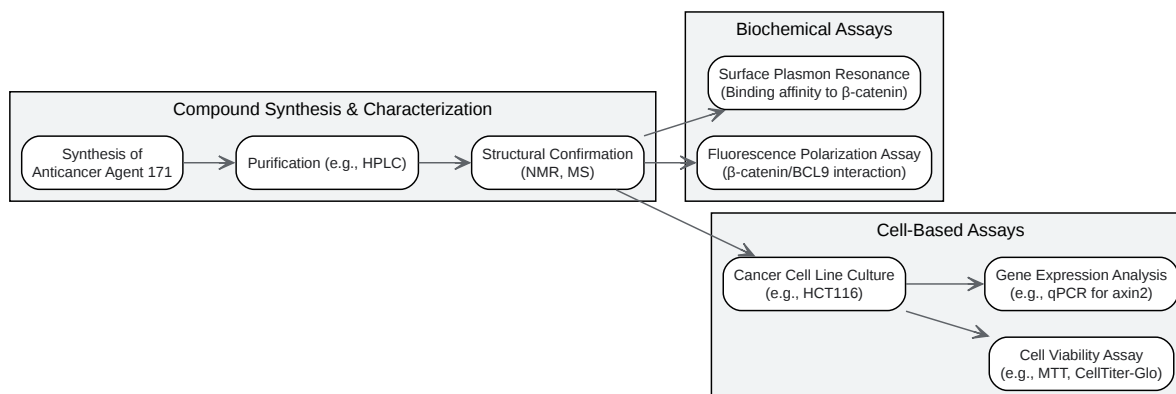 Compound Synthesis & Characterization
Synthesis of
Anticancer Agent 171
Purification (e.g., HPLC)
Structural Confirmation
(NMR, MS)
Biochemical Assays
Surface Plasmon Resonance
(Binding affinity to β-catenin)
Fluorescence Polarization Assay
(β-catenin/BCL9 interaction)
Cell-Based Assays
Cancer Cell Line Culture
(e.g., HCT116)
Gene Expression Analysis
(e.g., qPCR for axin2)
Cell Viability Assay
(e.g., MTT, CellTiter-Glo)